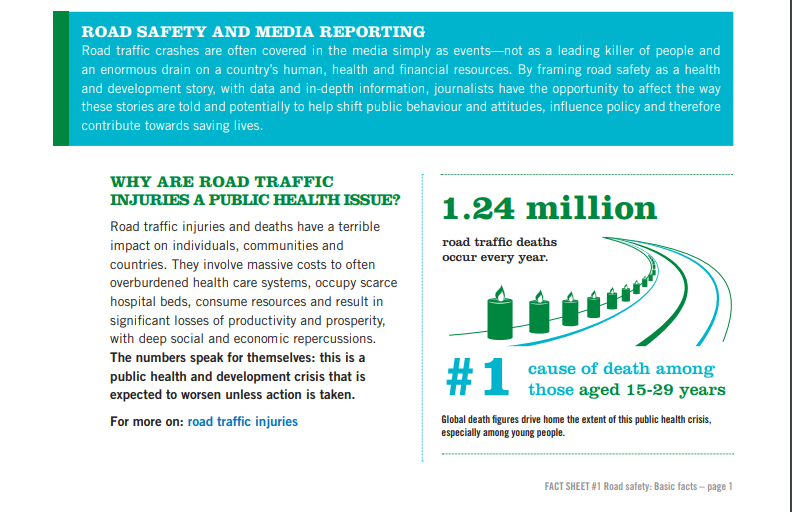 ROAD SAFETY AND MEDIA REPORTING
Road traffic crashes are often covered in the media simply as events—not as a leading killer of people and
an enormous drain on a country's human, health and financial resources. By framing road safety as a health
and development story, with data and in-depth information, journalists have the opportunity to affect the way
these stories are told and potentially to help shift public behaviour and attitudes, influence policy and therefore
contribute towards saving lives.
WHY ARE ROAD TRAFFIC
INJURIES A PUBLIC HEALTH ISSUE?
Road traffic injuries and deaths have a terrible
impact on individuals, communities and
countries. They involve massive costs to often
overburdened health care systems, occupy scarce
hospital beds, consume resources and result in
significant losses of productivity and prosperity,
with deep social and economic repercussions.
The numbers speak for themselves: this is a
public health and development crisis that is
expected to worsen unless action is taken.
For more on: road traffic injuries
1.24 million
road traffic deaths
occur every year.
#1 cause of death among
those aged 15-29 years
Global death figures drive home the extent of this public health crisis,
especially among young people.
FACT SHEET #1 Road safety: Basic facts – page 1